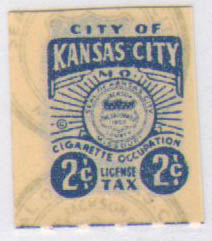 CITY OF
KANSAS CITY
MO.
©
CIGARETTE OCCUPATION
2¢ LICENSE 2¢
TAX